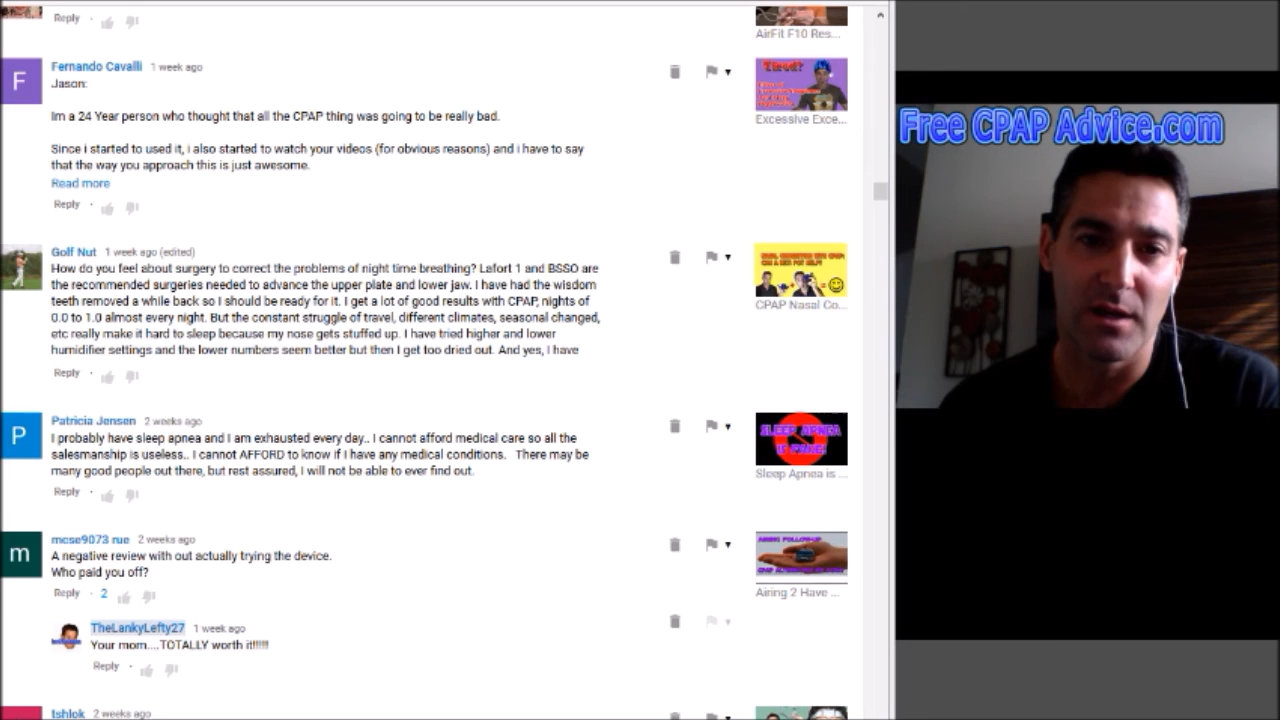 Reply
AirFit F10 Res...
F
Fernando Cavalli 1 week ago
Jason:
Im a 24 Year person who thought that all the CPAP thing was going to be really bad.
Since i started to used it, i also started to watch your videos (for obvious reasons) and i have to say
that the way you approach this is just awesome.
Read more
Reply
Tired?
Excessive Exce...
Free CPAP Advice.com
Golf Nut 1 week ago (edited)
How do you feel about surgery to correct the problems of night time breathing? Lafort 1 and BSSO are
the recommended surgeries needed to advance the upper plate and lower jaw. I have had the wisdom
teeth removed a while back so I should be ready for it. I get a lot of good results with CPAP, nights of
0.0 to 1.0 almost every night. But the constant struggle of travel, different climates, seasonal changed,
etc really make it hard to sleep because my nose gets stuffed up. I have tried higher and lower
humidifier settings and the lower numbers seem better but then I get too dried out. And yes, I have
Reply
CPAP Nasal Co...
P
Patricia Jensen 2 weeks ago
I probably have sleep apnea and I am exhausted every day.. I cannot afford medical care so all the
salesmanship is useless.. I cannot AFFORD to know if I have any medical conditions. There may be
many good people out there, but rest assured, I will not be able to ever find out.
Reply
SLEEP APNEA
IS FAKE!
Sleep Apnea is ...
m
mcse9073 rue 2 weeks ago
A negative review with out actually trying the device.
Who paid you off?
Reply 2
AIRING FOLLOW-UP
Airing 2 Have ...
TheLankyLefty27 1 week ago
Your mom....TOTALLY worth it!!!!!!
Reply
tshlok 2 weeks ago